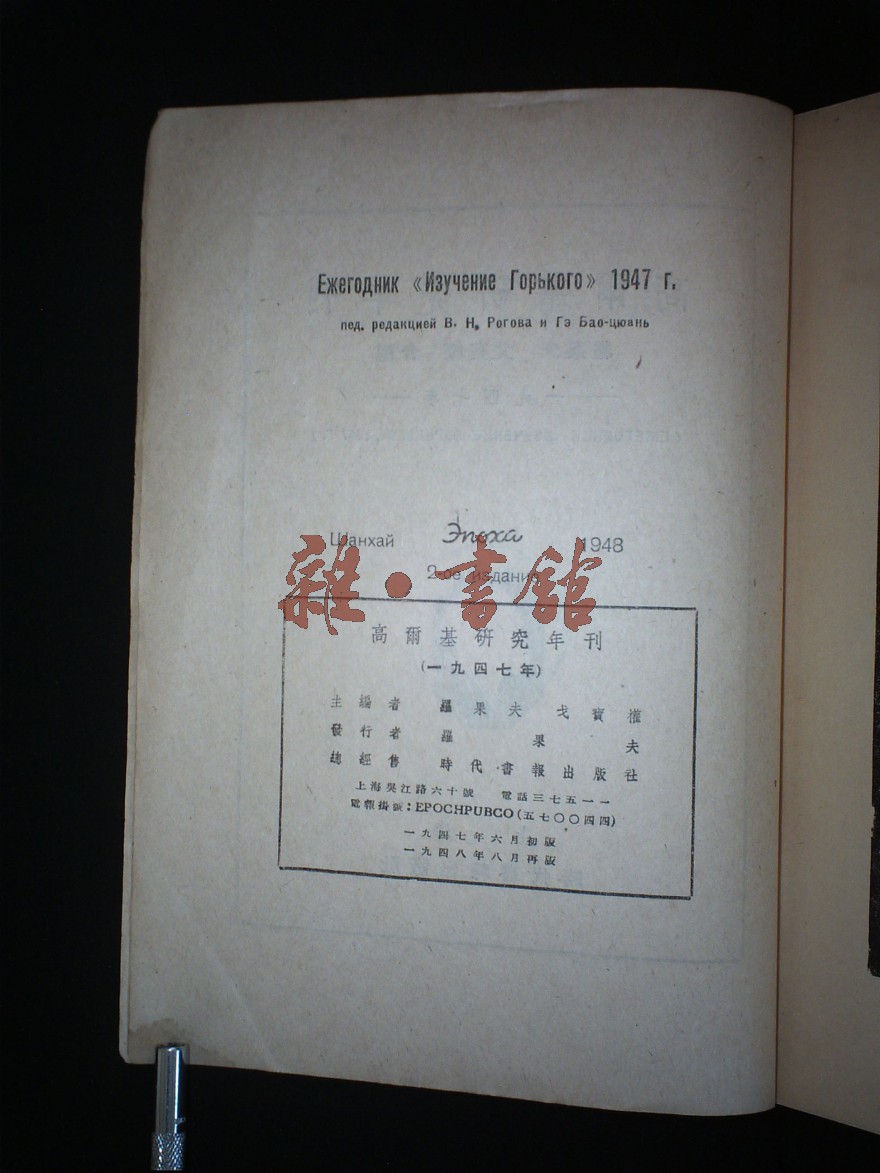 Ежегодник «Изучение Горького» 1947 г.
пед. редакцией В. Н. Рогова и Гэ Бао-цюань
Шанхай Эпоха 1948
2-ое издание
雜·書館
高爾基研究年刊
(一九四七年)
主編者 羅果夫 戈寶權
發行者 羅果夫
總經售 時代書報出版社
上海吳江路六十號 電話三七五一一
電報掛號:EPOCHPUBCO(五七〇〇四四)
一九四七年六月初版
一九四八年八月再版